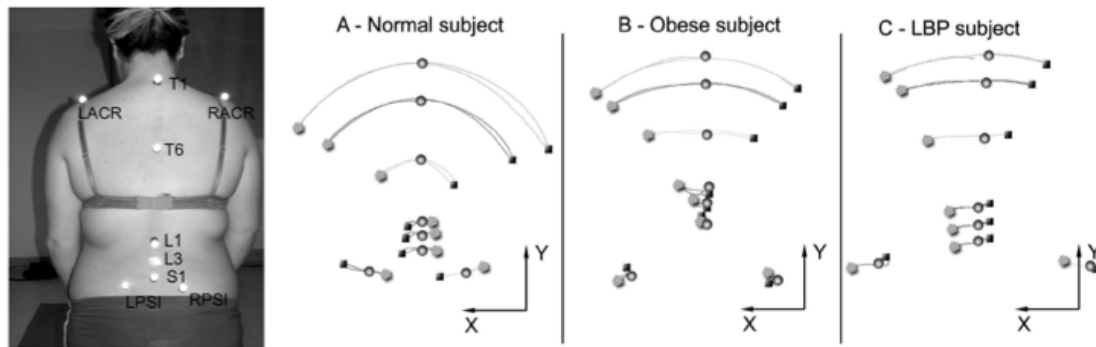 T1
LACR
RACR
T6
L1
L3
S1
LPSI
RPSI
A - Normal subject
Y
X
B - Obese subject
Y
X
C - LBP subject
Y
X